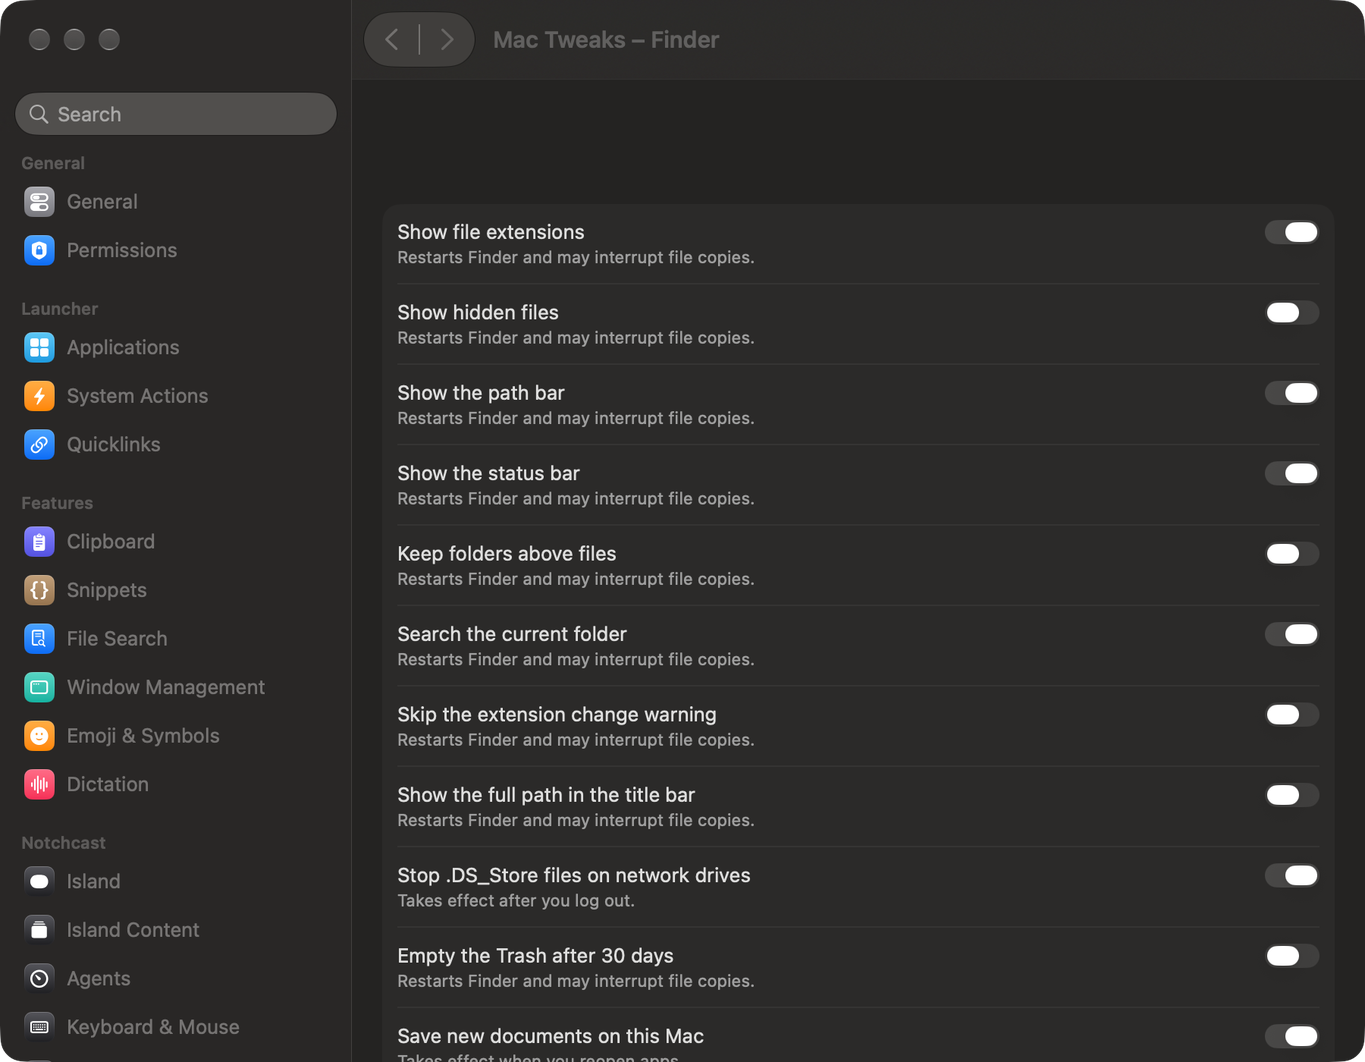 Mac Tweaks – Finder
Search
General
General
Permissions
Launcher
Applications
System Actions
Quicklinks
Features
Clipboard
Snippets
File Search
Window Management
Emoji & Symbols
Dictation
Notchcast
Island
Island Content
Agents
Keyboard & Mouse
Show file extensions
Restarts Finder and may interrupt file copies.
Show hidden files
Restarts Finder and may interrupt file copies.
Show the path bar
Restarts Finder and may interrupt file copies.
Show the status bar
Restarts Finder and may interrupt file copies.
Keep folders above files
Restarts Finder and may interrupt file copies.
Search the current folder
Restarts Finder and may interrupt file copies.
Skip the extension change warning
Restarts Finder and may interrupt file copies.
Show the full path in the title bar
Restarts Finder and may interrupt file copies.
Stop .DS_Store files on network drives
Takes effect after you log out.
Empty the Trash after 30 days
Restarts Finder and may interrupt file copies.
Save new documents on this Mac
Takes effect when you reopen apps.